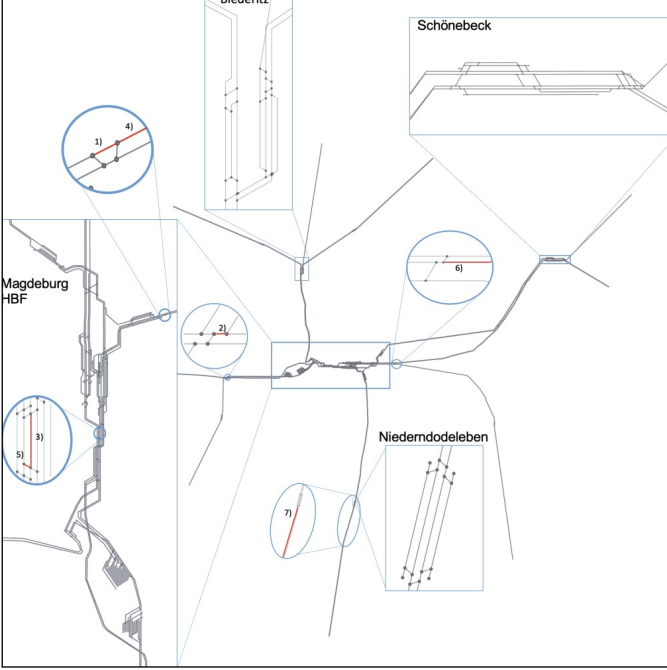 Biederitz
Schönebeck
4)
1)
6)
Magdeburg
HBF
2)
3)
5)
Niederndodeleben
7)